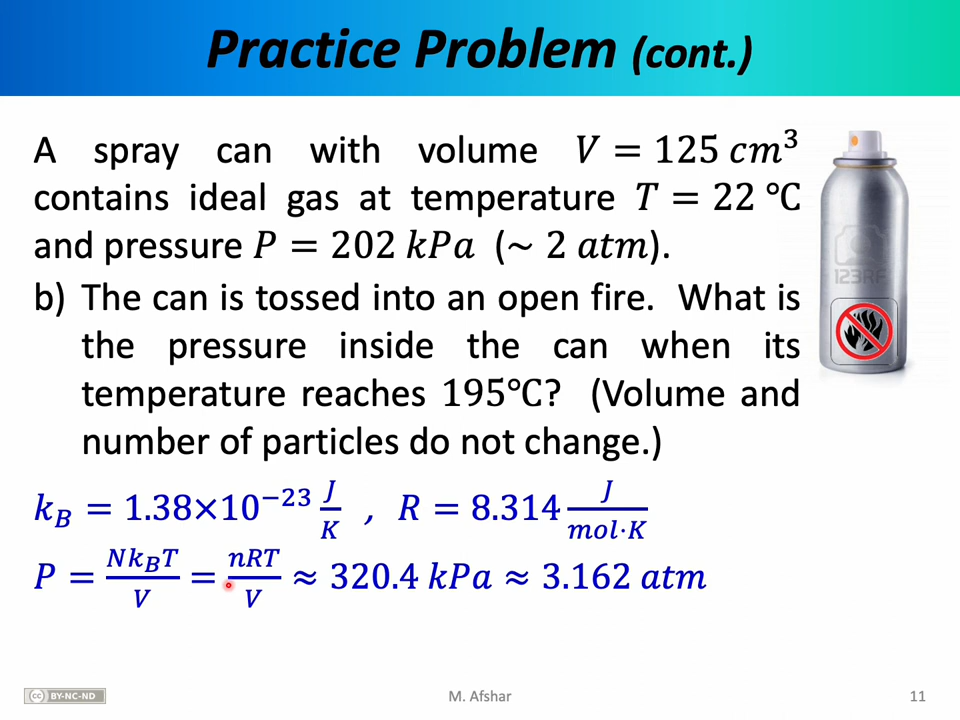 Practice Problem (cont.)
A spray can with volume V = 125 cm³
contains ideal gas at temperature T = 22 ℃
and pressure P = 202 kPa (~ 2 atm).
b) The can is tossed into an open fire. What is
the pressure inside the can when its
temperature reaches 195℃? (Volume and
number of particles do not change.)
123RF
k_B = 1.38×10⁻²³ J/K , R = 8.314 J/(mol·K)
P = Nk_BT/V = nRT/V ≈ 320.4 kPa ≈ 3.162 atm
cc BY-NC-ND
M. Afshar
11